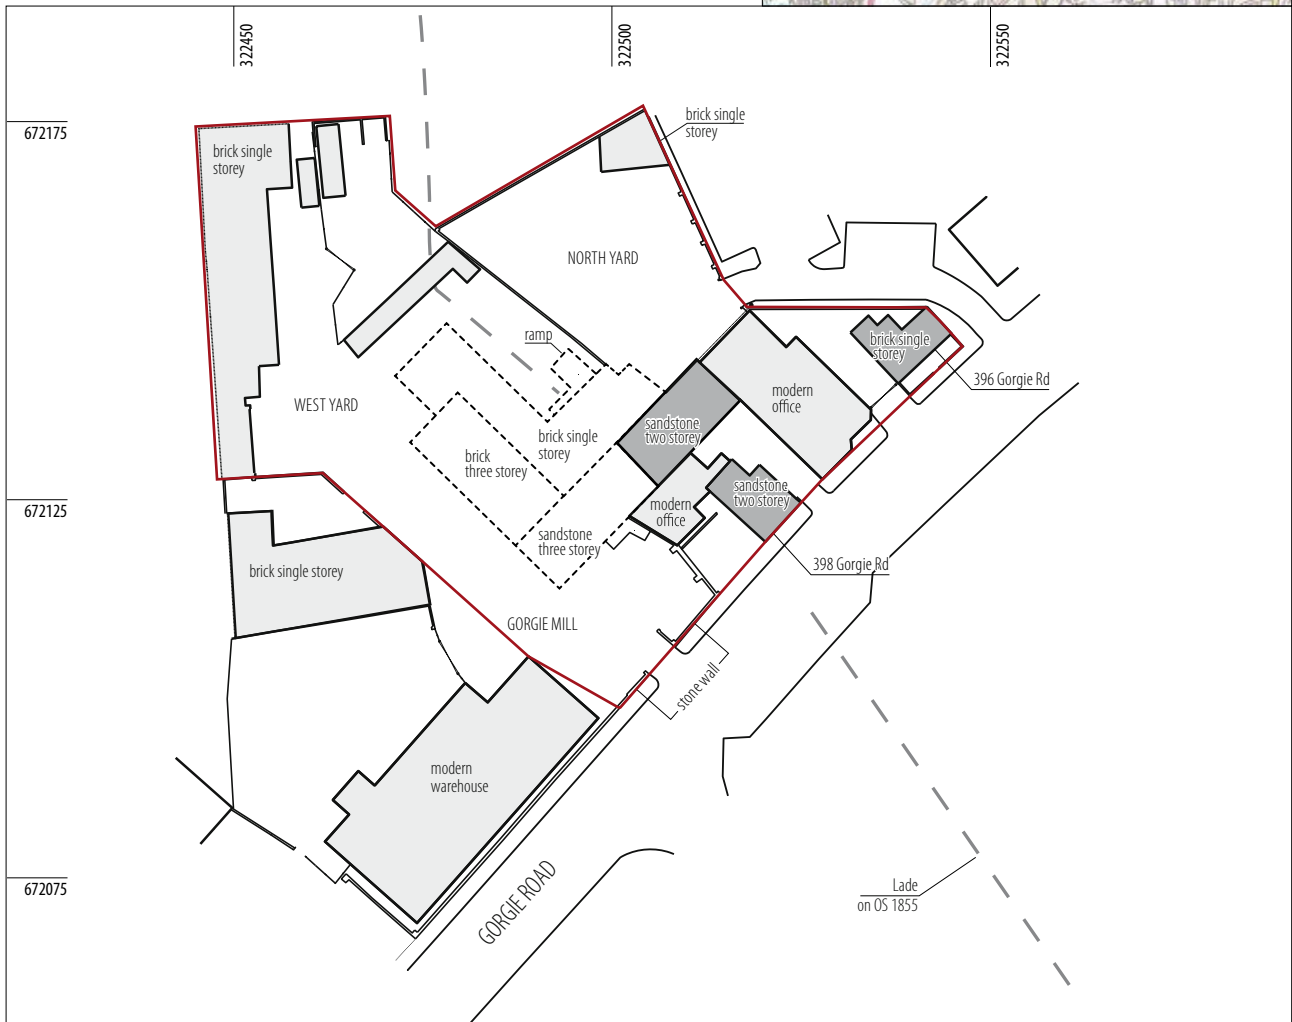 322450
322500
322550
672175
brick single
storey
brick single
storey
NORTH YARD
ramp
brick single
storey
396 Gorgie Rd
modern
office
WEST YARD
sandstone
two storey
brick single
storey
brick
three storey
sandstone
two storey
672125
modern
office
sandstone
three storey
398 Gorgie Rd
brick single storey
GORGIE MILL
stone wall
modern
warehouse
672075
GORGIE ROAD
Lade
on OS 1855